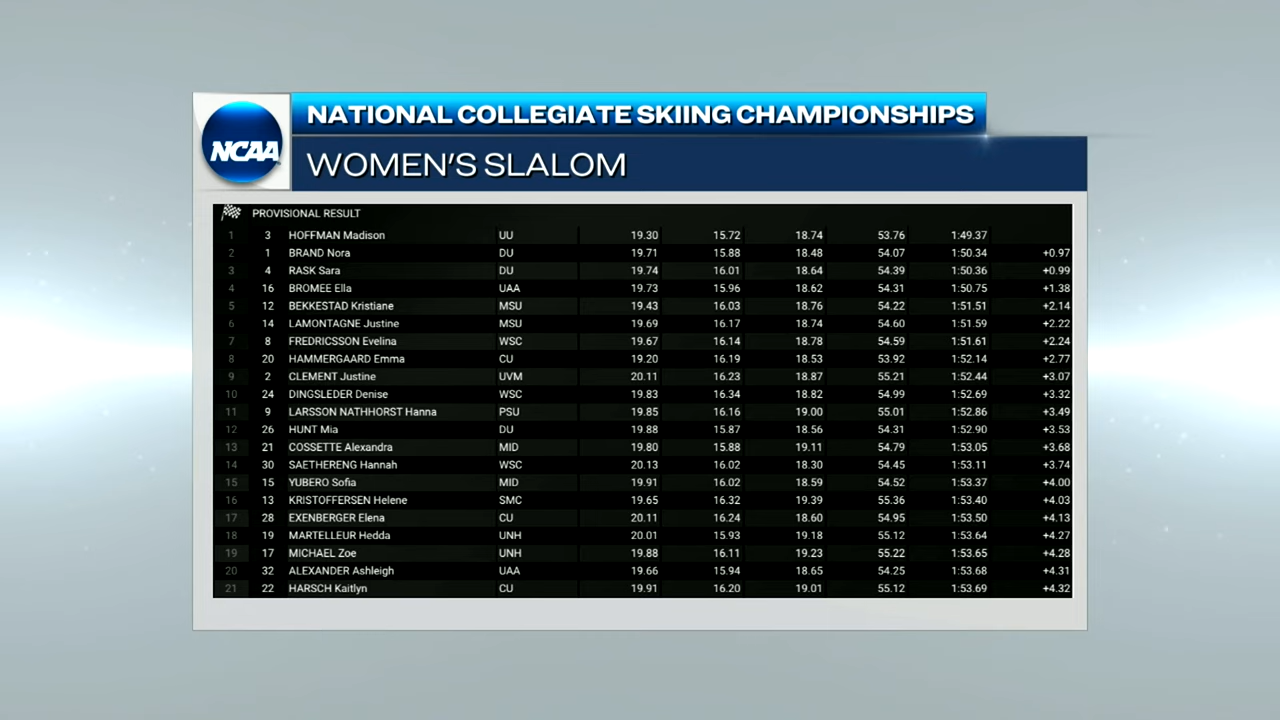 NATIONAL COLLEGIATE SKIING CHAMPIONSHIPS
NCAA
WOMEN'S SLALOM
PROVISIONAL RESULT
1 3 HOFFMAN Madison UU 19.30 15.72 18.74 53.76 1:49.37
2 1 BRAND Nora DU 19.71 15.88 18.48 54.07 1:50.34 +0.97
3 4 RASK Sara DU 19.74 16.01 18.64 54.39 1:50.36 +0.99
4 16 BROMEE Ella UAA 19.73 15.96 18.62 54.31 1:50.75 +1.38
5 12 BEKKESTAD Kristiane MSU 19.43 16.03 18.76 54.22 1:51.51 +2.14
6 14 LAMONTAGNE Justine MSU 19.69 16.17 18.74 54.60 1:51.59 +2.22
7 8 FREDRICSSON Evelina WSC 19.67 16.14 18.78 54.59 1:51.61 +2.24
8 20 HAMMERGAARD Emma CU 19.20 16.19 18.53 53.92 1:52.14 +2.77
9 2 CLEMENT Justine UVM 20.11 16.23 18.87 55.21 1:52.44 +3.07
10 24 DINGSLEDER Denise WSC 19.83 16.34 18.82 54.99 1:52.69 +3.32
11 9 LARSSON NATHHORST Hanna PSU 19.85 16.16 19.00 55.01 1:52.86 +3.49
12 26 HUNT Mia DU 19.88 15.87 18.56 54.31 1:52.90 +3.53
13 21 COSSETTE Alexandra MID 19.80 15.88 19.11 54.79 1:53.05 +3.68
14 30 SAETHERENG Hannah WSC 20.13 16.02 18.30 54.45 1:53.11 +3.74
15 15 YUBERO Sofia MID 19.91 16.02 18.59 54.52 1:53.37 +4.00
16 13 KRISTOFFERSEN Helene SMC 19.65 16.32 19.39 55.36 1:53.40 +4.03
17 28 EXENBERGER Elena CU 20.11 16.24 18.60 54.95 1:53.50 +4.13
18 19 MARTELLEUR Hedda UNH 20.01 15.93 19.18 55.12 1:53.64 +4.27
19 17 MICHAEL Zoe UNH 19.88 16.11 19.23 55.22 1:53.65 +4.28
20 32 ALEXANDER Ashleigh UAA 19.66 15.94 18.65 54.25 1:53.68 +4.31
21 22 HARSCH Kaitlyn CU 19.91 16.20 19.01 55.12 1:53.69 +4.32